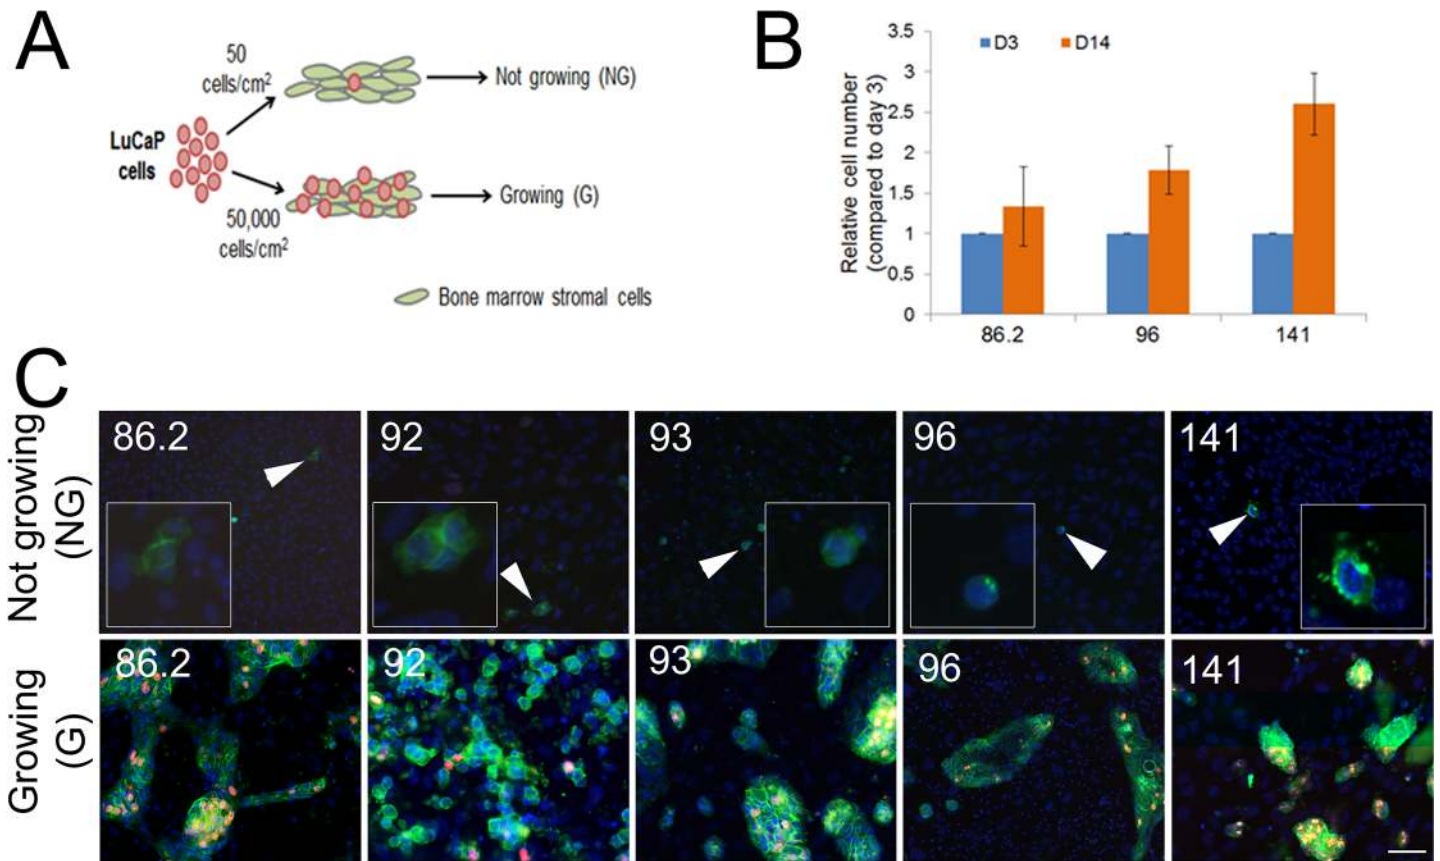 A
50
cells/cm²
Not growing (NG)
LuCaP
cells
Growing (G)
50,000
cells/cm²
Bone marrow stromal cells
B
D3 D14
Relative cell number
(compared to day 3)
3.5
3
2.5
2
1.5
1
0.5
0
86.2 96 141
C
Not growing
(NG)
86.2 92 93 96 141
Growing
(G)
86.2 92 93 96 141